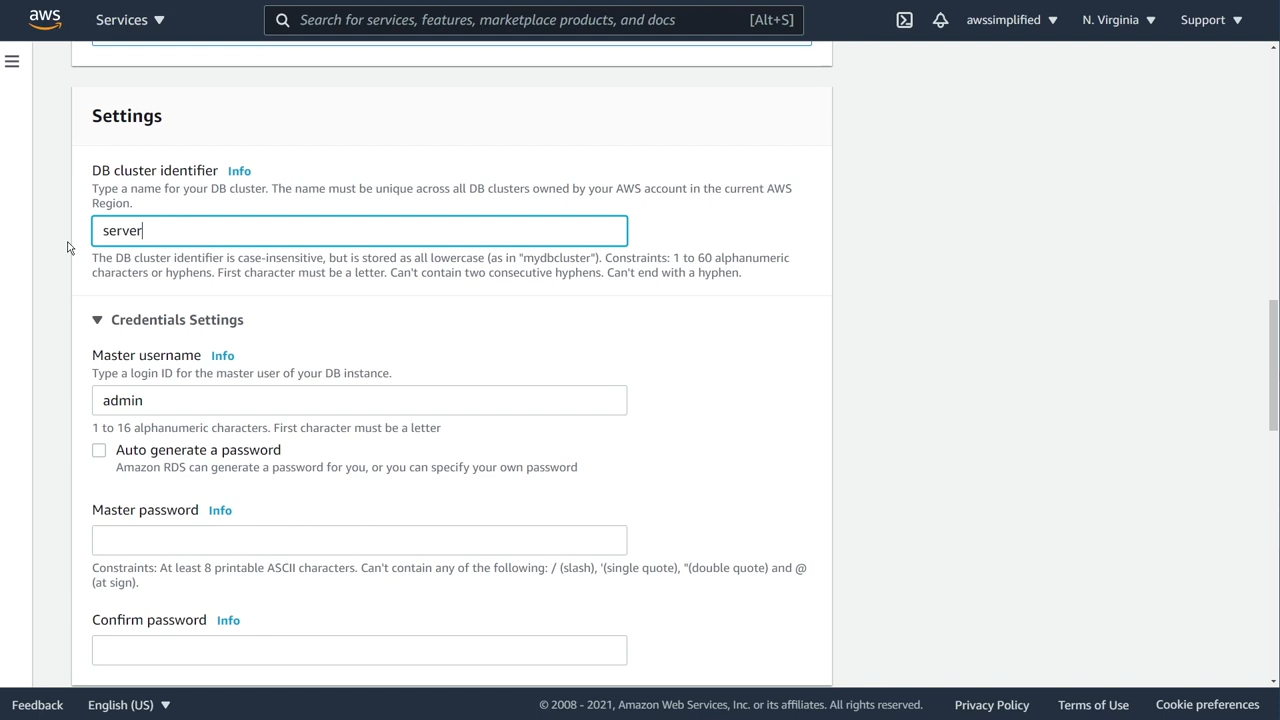 aws
Services ▼
Search for services, features, marketplace products, and docs [Alt+S]
awssimplified ▼
N. Virginia ▼
Support ▼
Settings
DB cluster identifier Info
Type a name for your DB cluster. The name must be unique across all DB clusters owned by your AWS account in the current AWS
Region.
server
The DB cluster identifier is case-insensitive, but is stored as all lowercase (as in "mydbcluster"). Constraints: 1 to 60 alphanumeric
characters or hyphens. First character must be a letter. Can't contain two consecutive hyphens. Can't end with a hyphen.
▼ Credentials Settings
Master username Info
Type a login ID for the master user of your DB instance.
admin
1 to 16 alphanumeric characters. First character must be a letter
Auto generate a password
Amazon RDS can generate a password for you, or you can specify your own password
Master password Info
Constraints: At least 8 printable ASCII characters. Can't contain any of the following: / (slash), '(single quote), "(double quote) and @
(at sign).
Confirm password Info
Feedback
English (US) ▼
© 2008 - 2021, Amazon Web Services, Inc. or its affiliates. All rights reserved.
Privacy Policy
Terms of Use
Cookie preferences